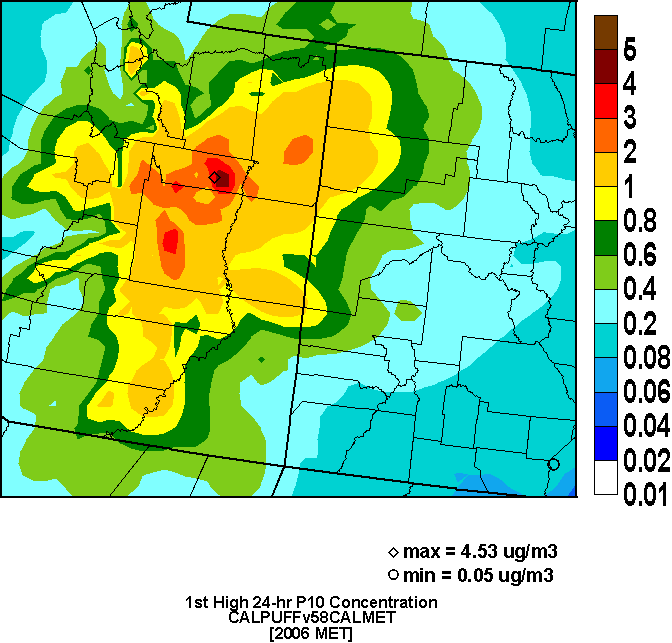 5
4
3
2
1
0.8
0.6
0.4
0.2
0.08
0.06
0.04
0.02
0.01
max = 4.53 ug/m3
min = 0.05 ug/m3
1st High 24-hr P10 Concentration
CALPUFFv58CALMET
[2006 MET]